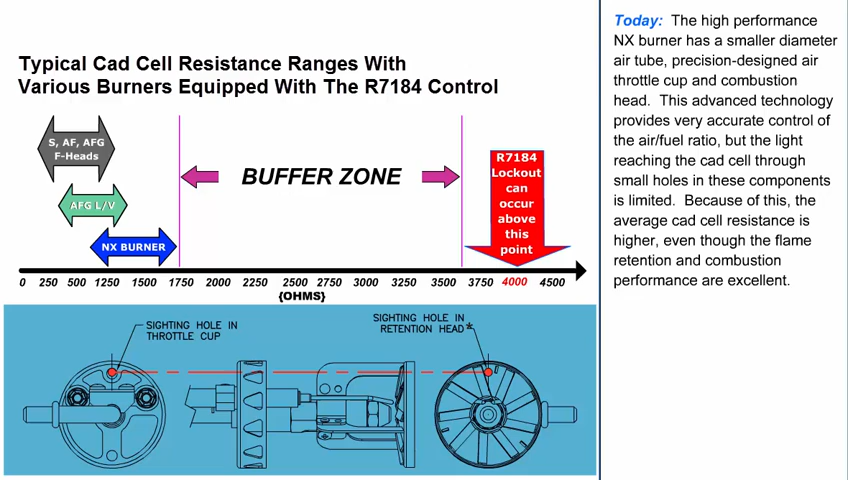 Typical Cad Cell Resistance Ranges With
Various Burners Equipped With The R7184 Control
S, AF, AFG
F-Heads
AFG L/V
NX BURNER
BUFFER ZONE
R7184
Lockout
can
occur
above
this
point
0 250 500 1250 1500 1750 2000 2250 2500 2750 3000 3250 3500 3750 4000 4500
{OHMS}
SIGHTING HOLE IN
THROTTLE CUP
SIGHTING HOLE IN
RETENTION HEAD*
Today: The high performance
NX burner has a smaller diameter
air tube, precision-designed air
throttle cup and combustion
head. This advanced technology
provides very accurate control of
the air/fuel ratio, but the light
reaching the cad cell through
small holes in these components
is limited. Because of this, the
average cad cell resistance is
higher, even though the flame
retention and combustion
performance are excellent.